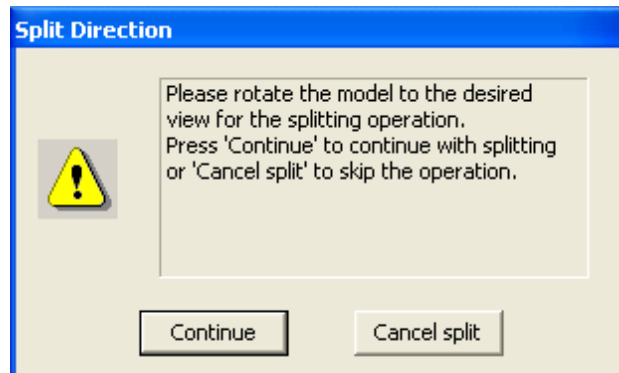 Split Direction
Please rotate the model to the desired
view for the splitting operation.
Press 'Continue' to continue with splitting
or 'Cancel split' to skip the operation.
Continue
Cancel split